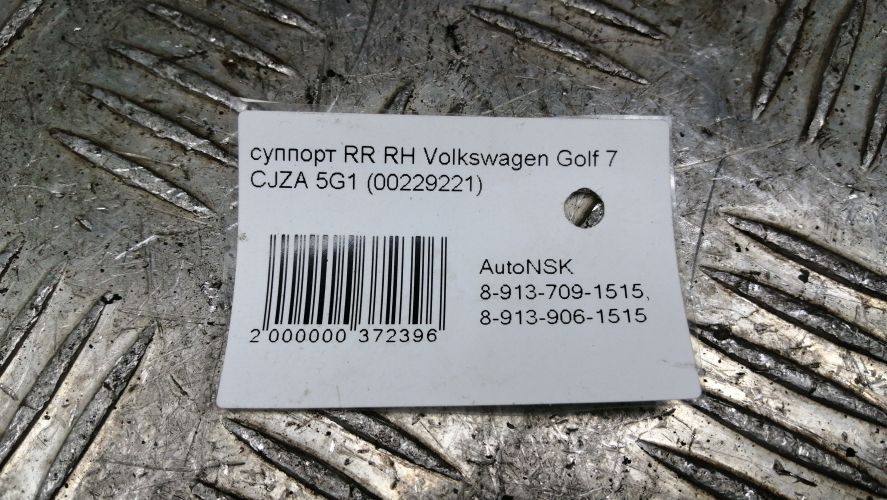 суппорт RR RH Volkswagen Golf 7
CJZA 5G1 (00229221)
AutoNSK
8-913-709-1515,
8-913-906-1515
2 000000 372396